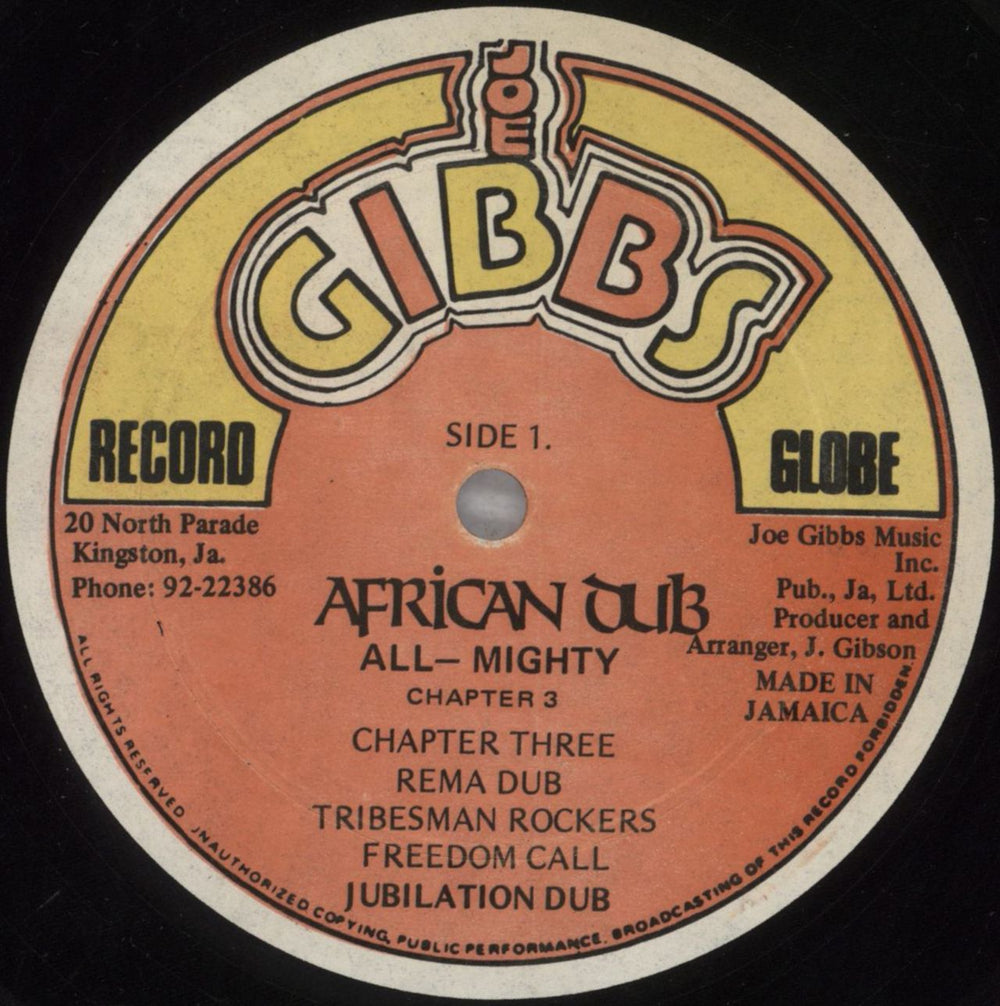 JOE
GIBBS
RECORD
GLOBE
SIDE 1.
20 North Parade
Kingston, Ja.
Phone: 92-22386
Joe Gibbs Music
Inc.
Pub., Ja, Ltd.
Producer and
Arranger, J. Gibson
MADE IN
JAMAICA
AFRiCAN DUB
ALL– MIGHTY
CHAPTER 3
CHAPTER THREE
REMA DUB
TRIBESMAN ROCKERS
FREEDOM CALL
JUBILATION DUB
ALL RIGHTS RESERVED JNAUTHORIZED COPYING, PUBLIC PERFORMANCE. BROADCASTING OF THIS RECORD FORBIDDEN.